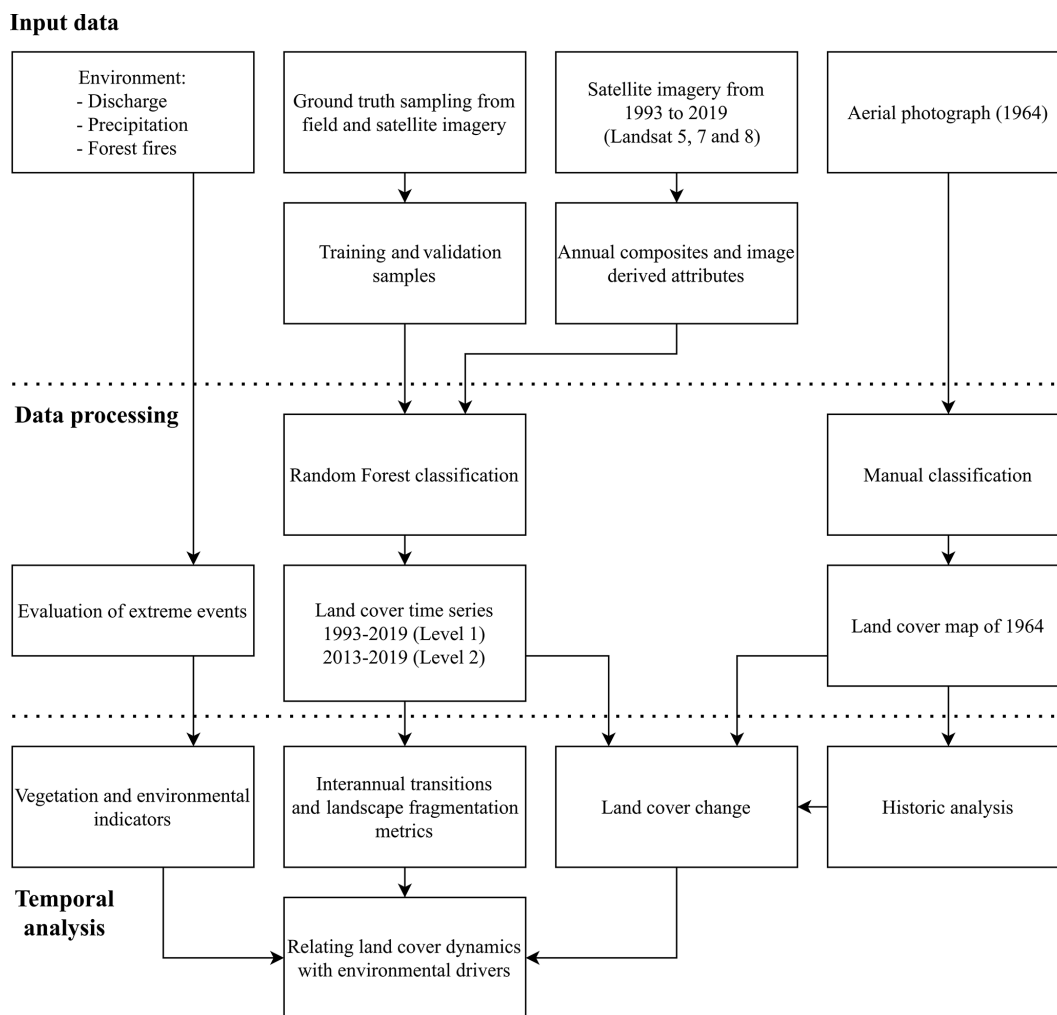 Input data
Environment:
- Discharge
- Precipitation
- Forest fires
Ground truth sampling from
field and satellite imagery
Satellite imagery from
1993 to 2019
(Landsat 5, 7 and 8)
Aerial photograph (1964)
Training and validation
samples
Annual composites and image
derived attributes
Data processing
Random Forest classification
Manual classification
Evaluation of extreme events
Land cover time series
1993-2019 (Level 1)
2013-2019 (Level 2)
Land cover map of 1964
Vegetation and environmental
indicators
Interannual transitions
and landscape fragmentation
metrics
Land cover change
Historic analysis
Temporal
analysis
Relating land cover dynamics
with environmental drivers